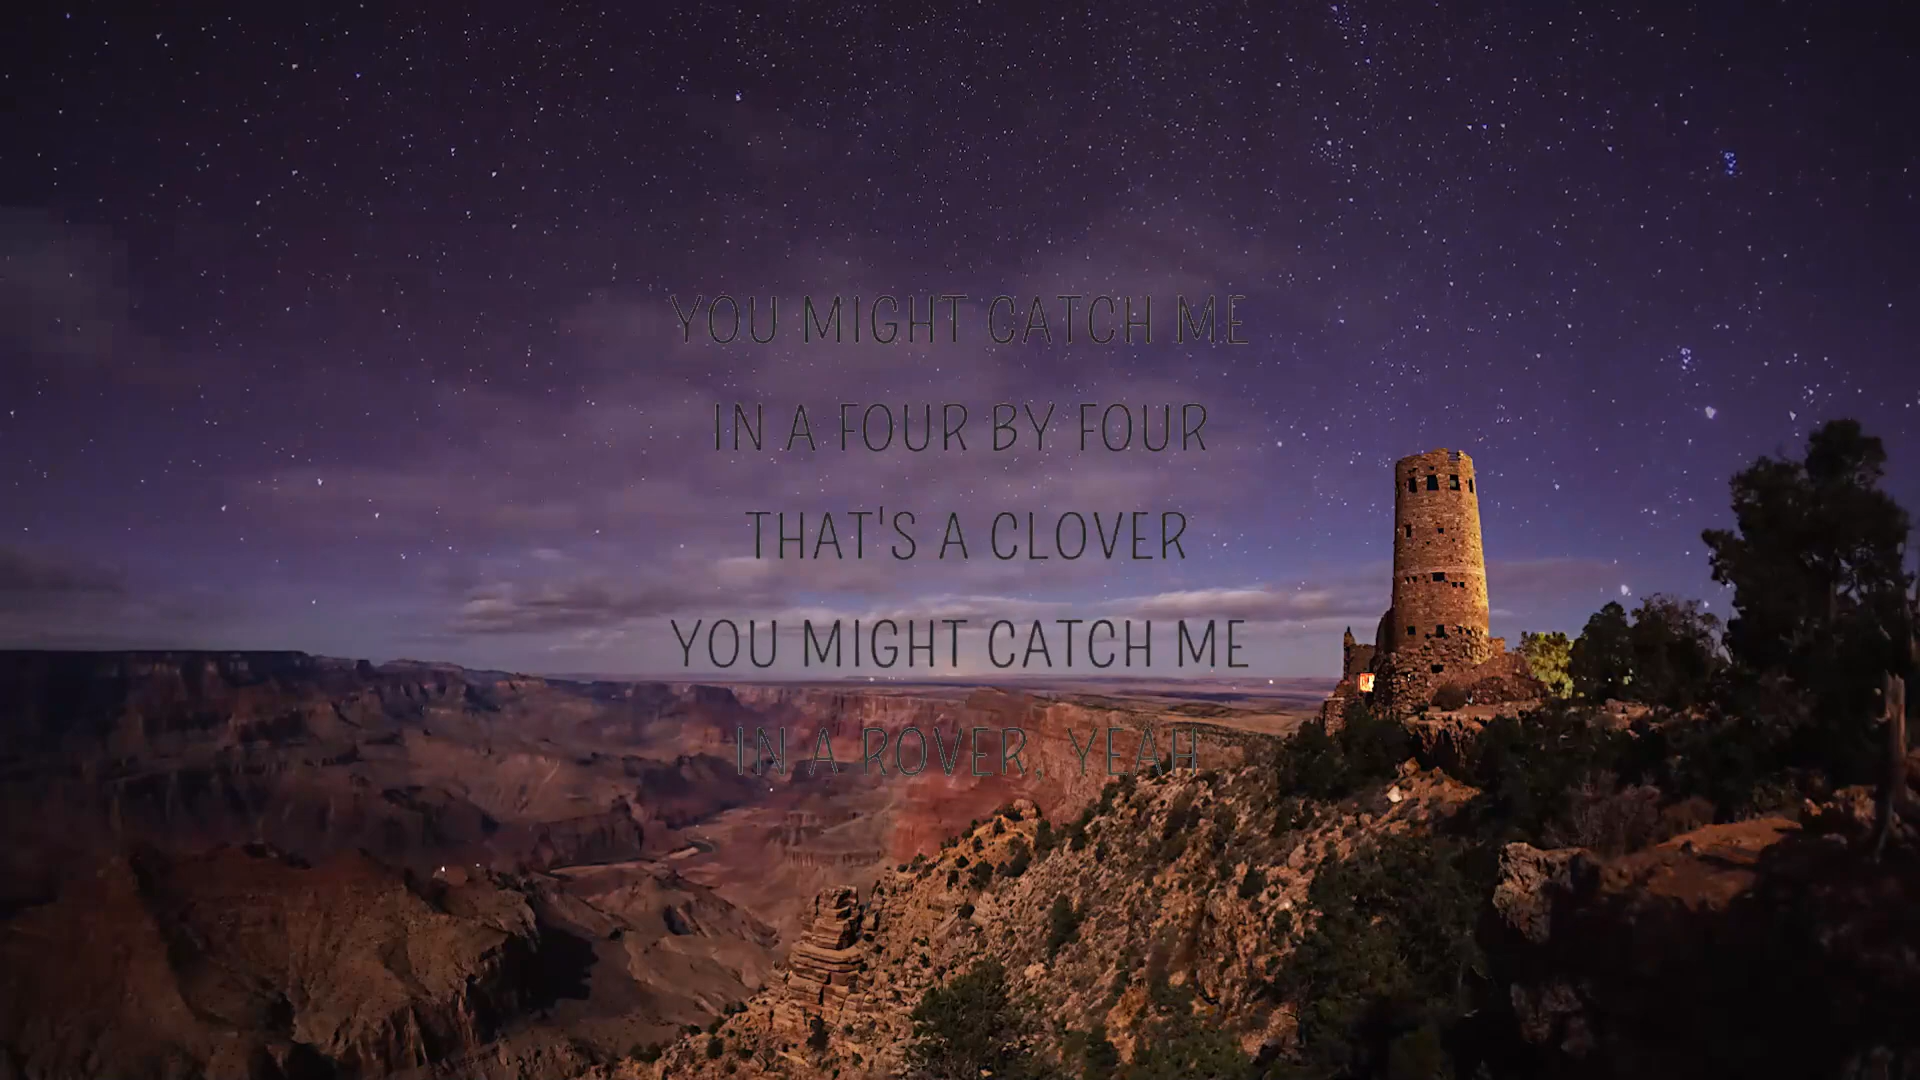 YOU MIGHT CATCH ME
IN A FOUR BY FOUR
THAT'S A CLOVER
YOU MIGHT CATCH ME
IN A ROVER, YEAH